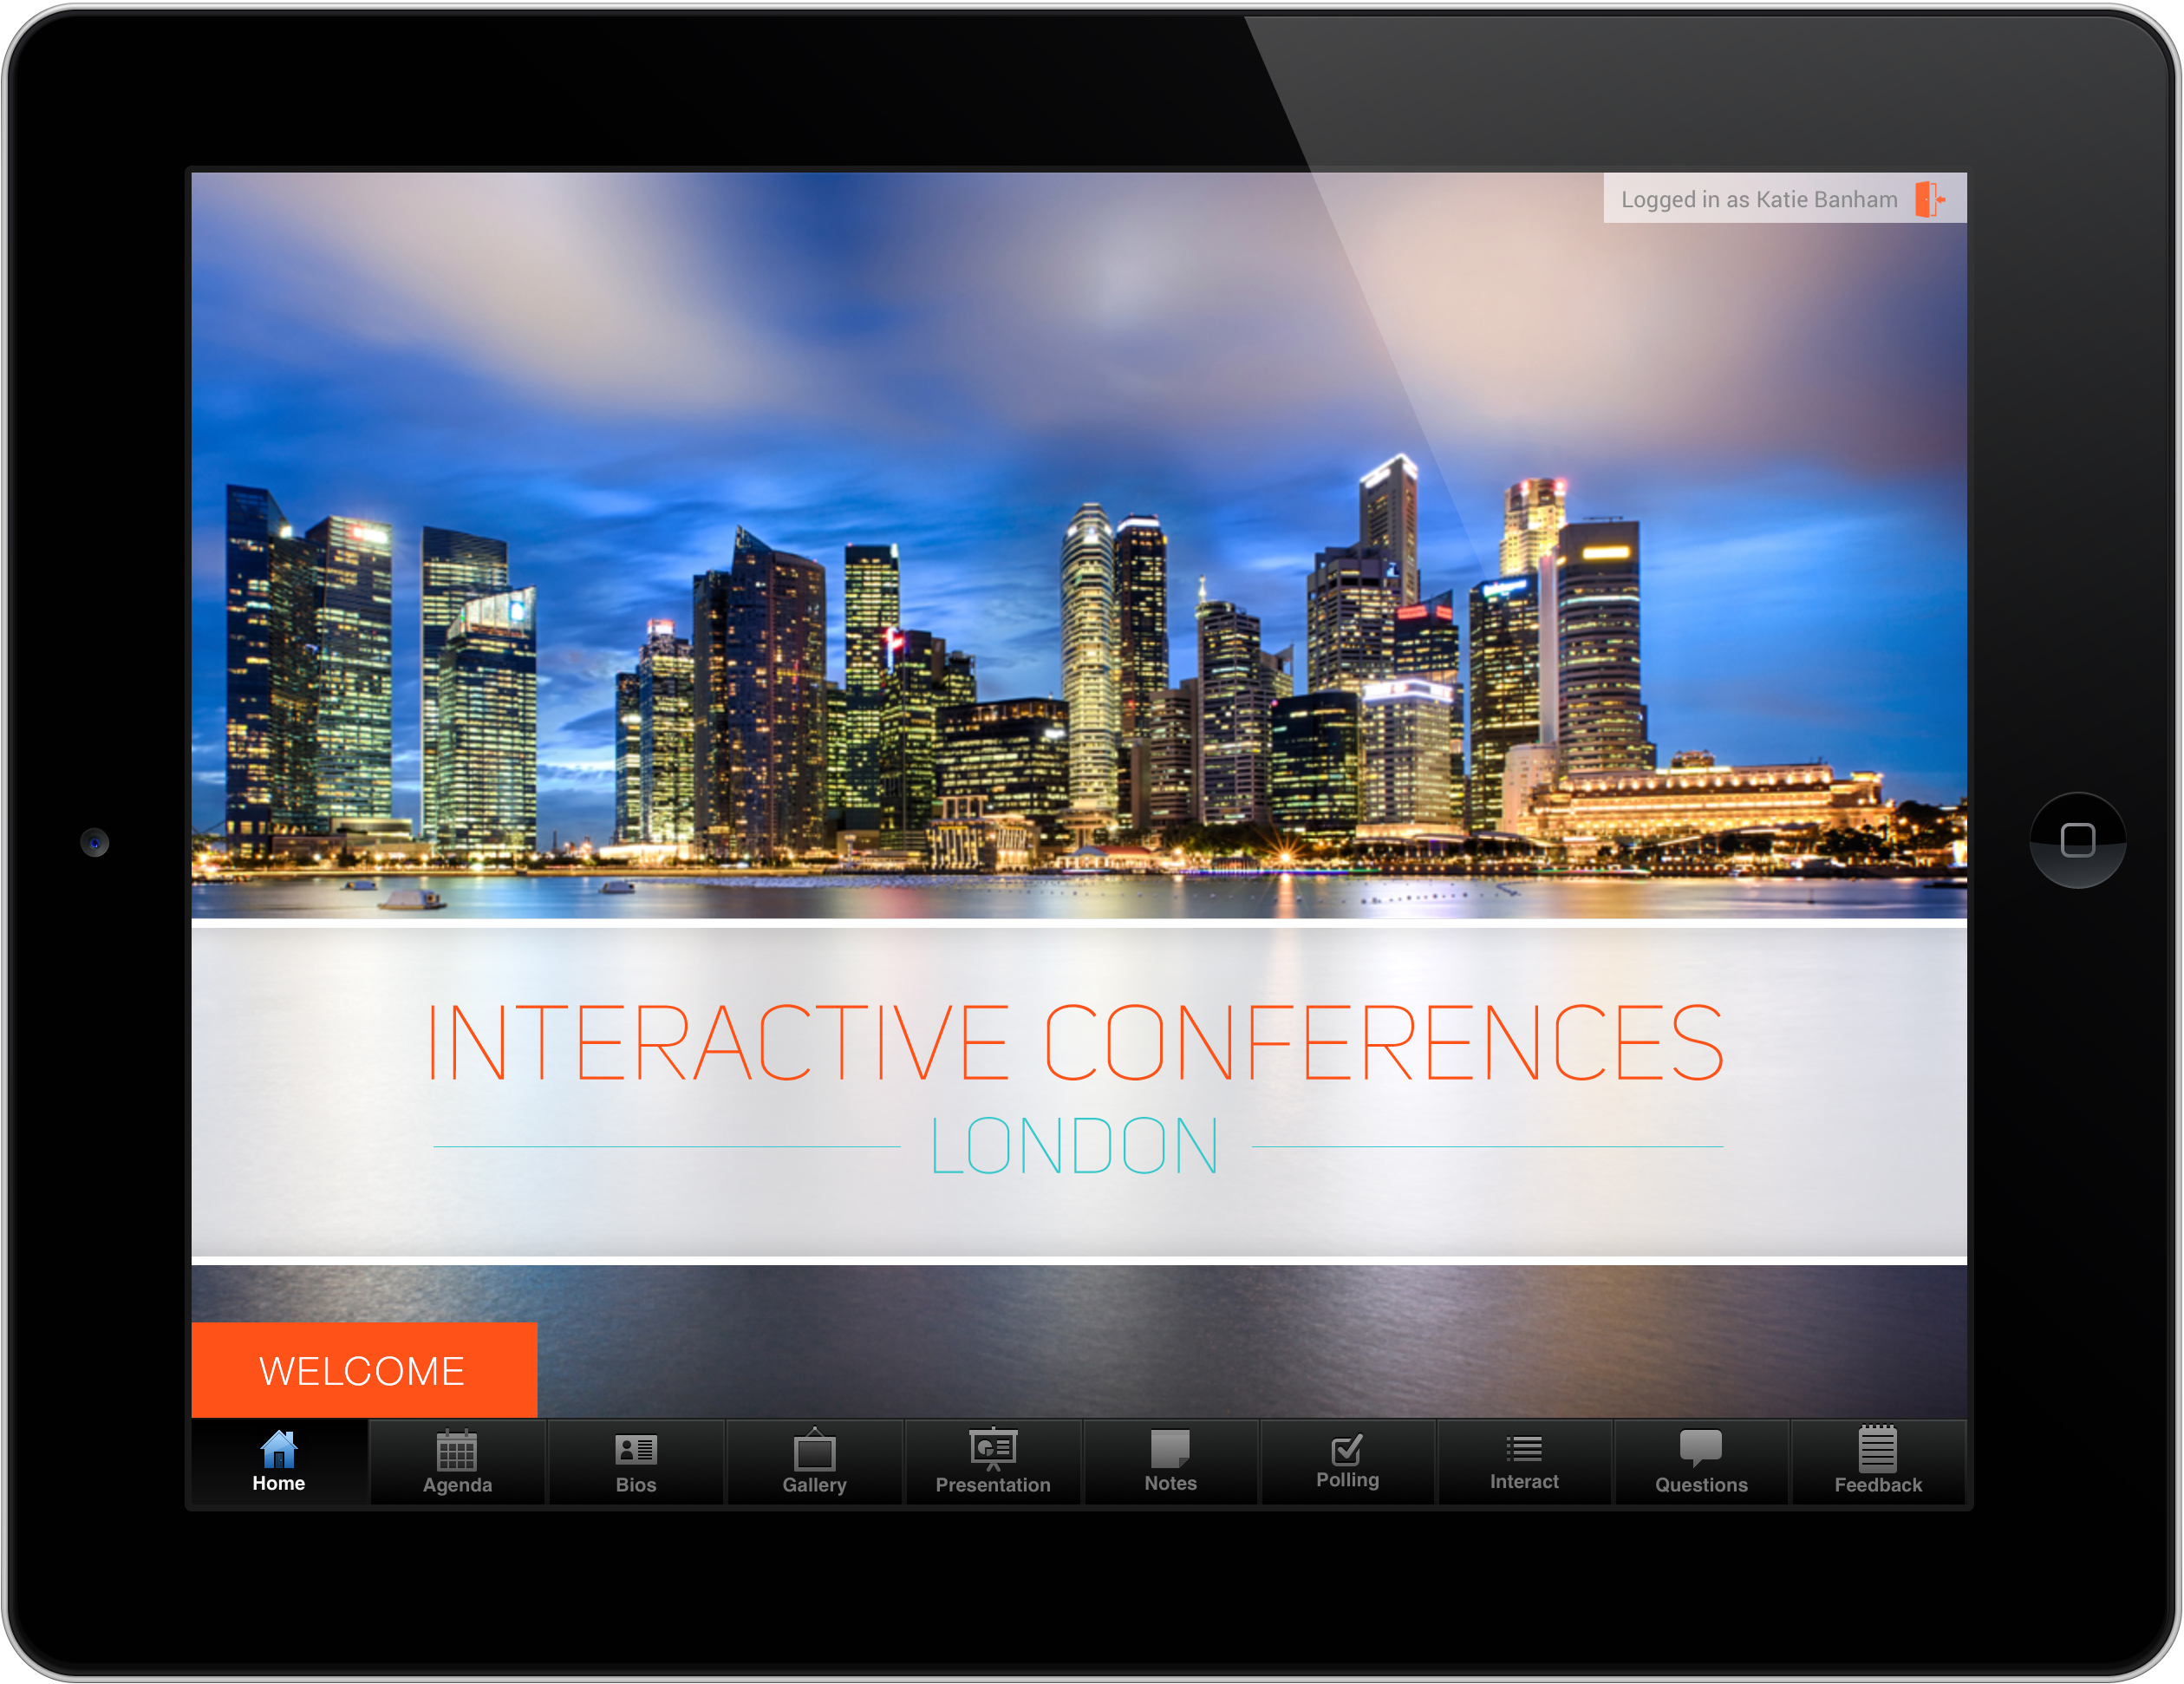 Logged in as Katie Banham
INTERACTIVE CONFERENCES
LONDON
WELCOME
Home
Agenda
Bios
Gallery
Presentation
Notes
Polling
Interact
Questions
Feedback